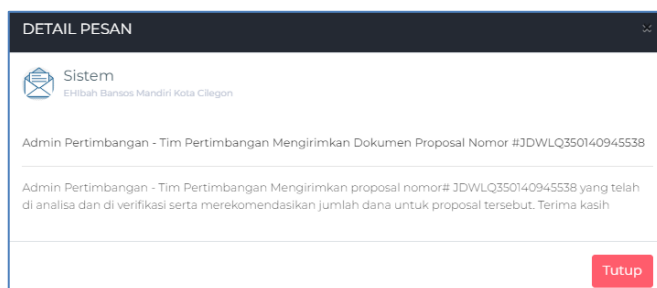 DETAIL PESAN
×
Sistem
EHibah Bansos Mandiri Kota Cilegon
Admin Pertimbangan - Tim Pertimbangan Mengirimkan Dokumen Proposal Nomor #JDWLQ350140945538
Admin Pertimbangan - Tim Pertimbangan Mengirimkan proposal nomor# JDWLQ350140945538 yang telah
di analisa dan di verifikasi serta merekomendasikan jumlah dana untuk proposal tersebut. Terima kasih
Tutup